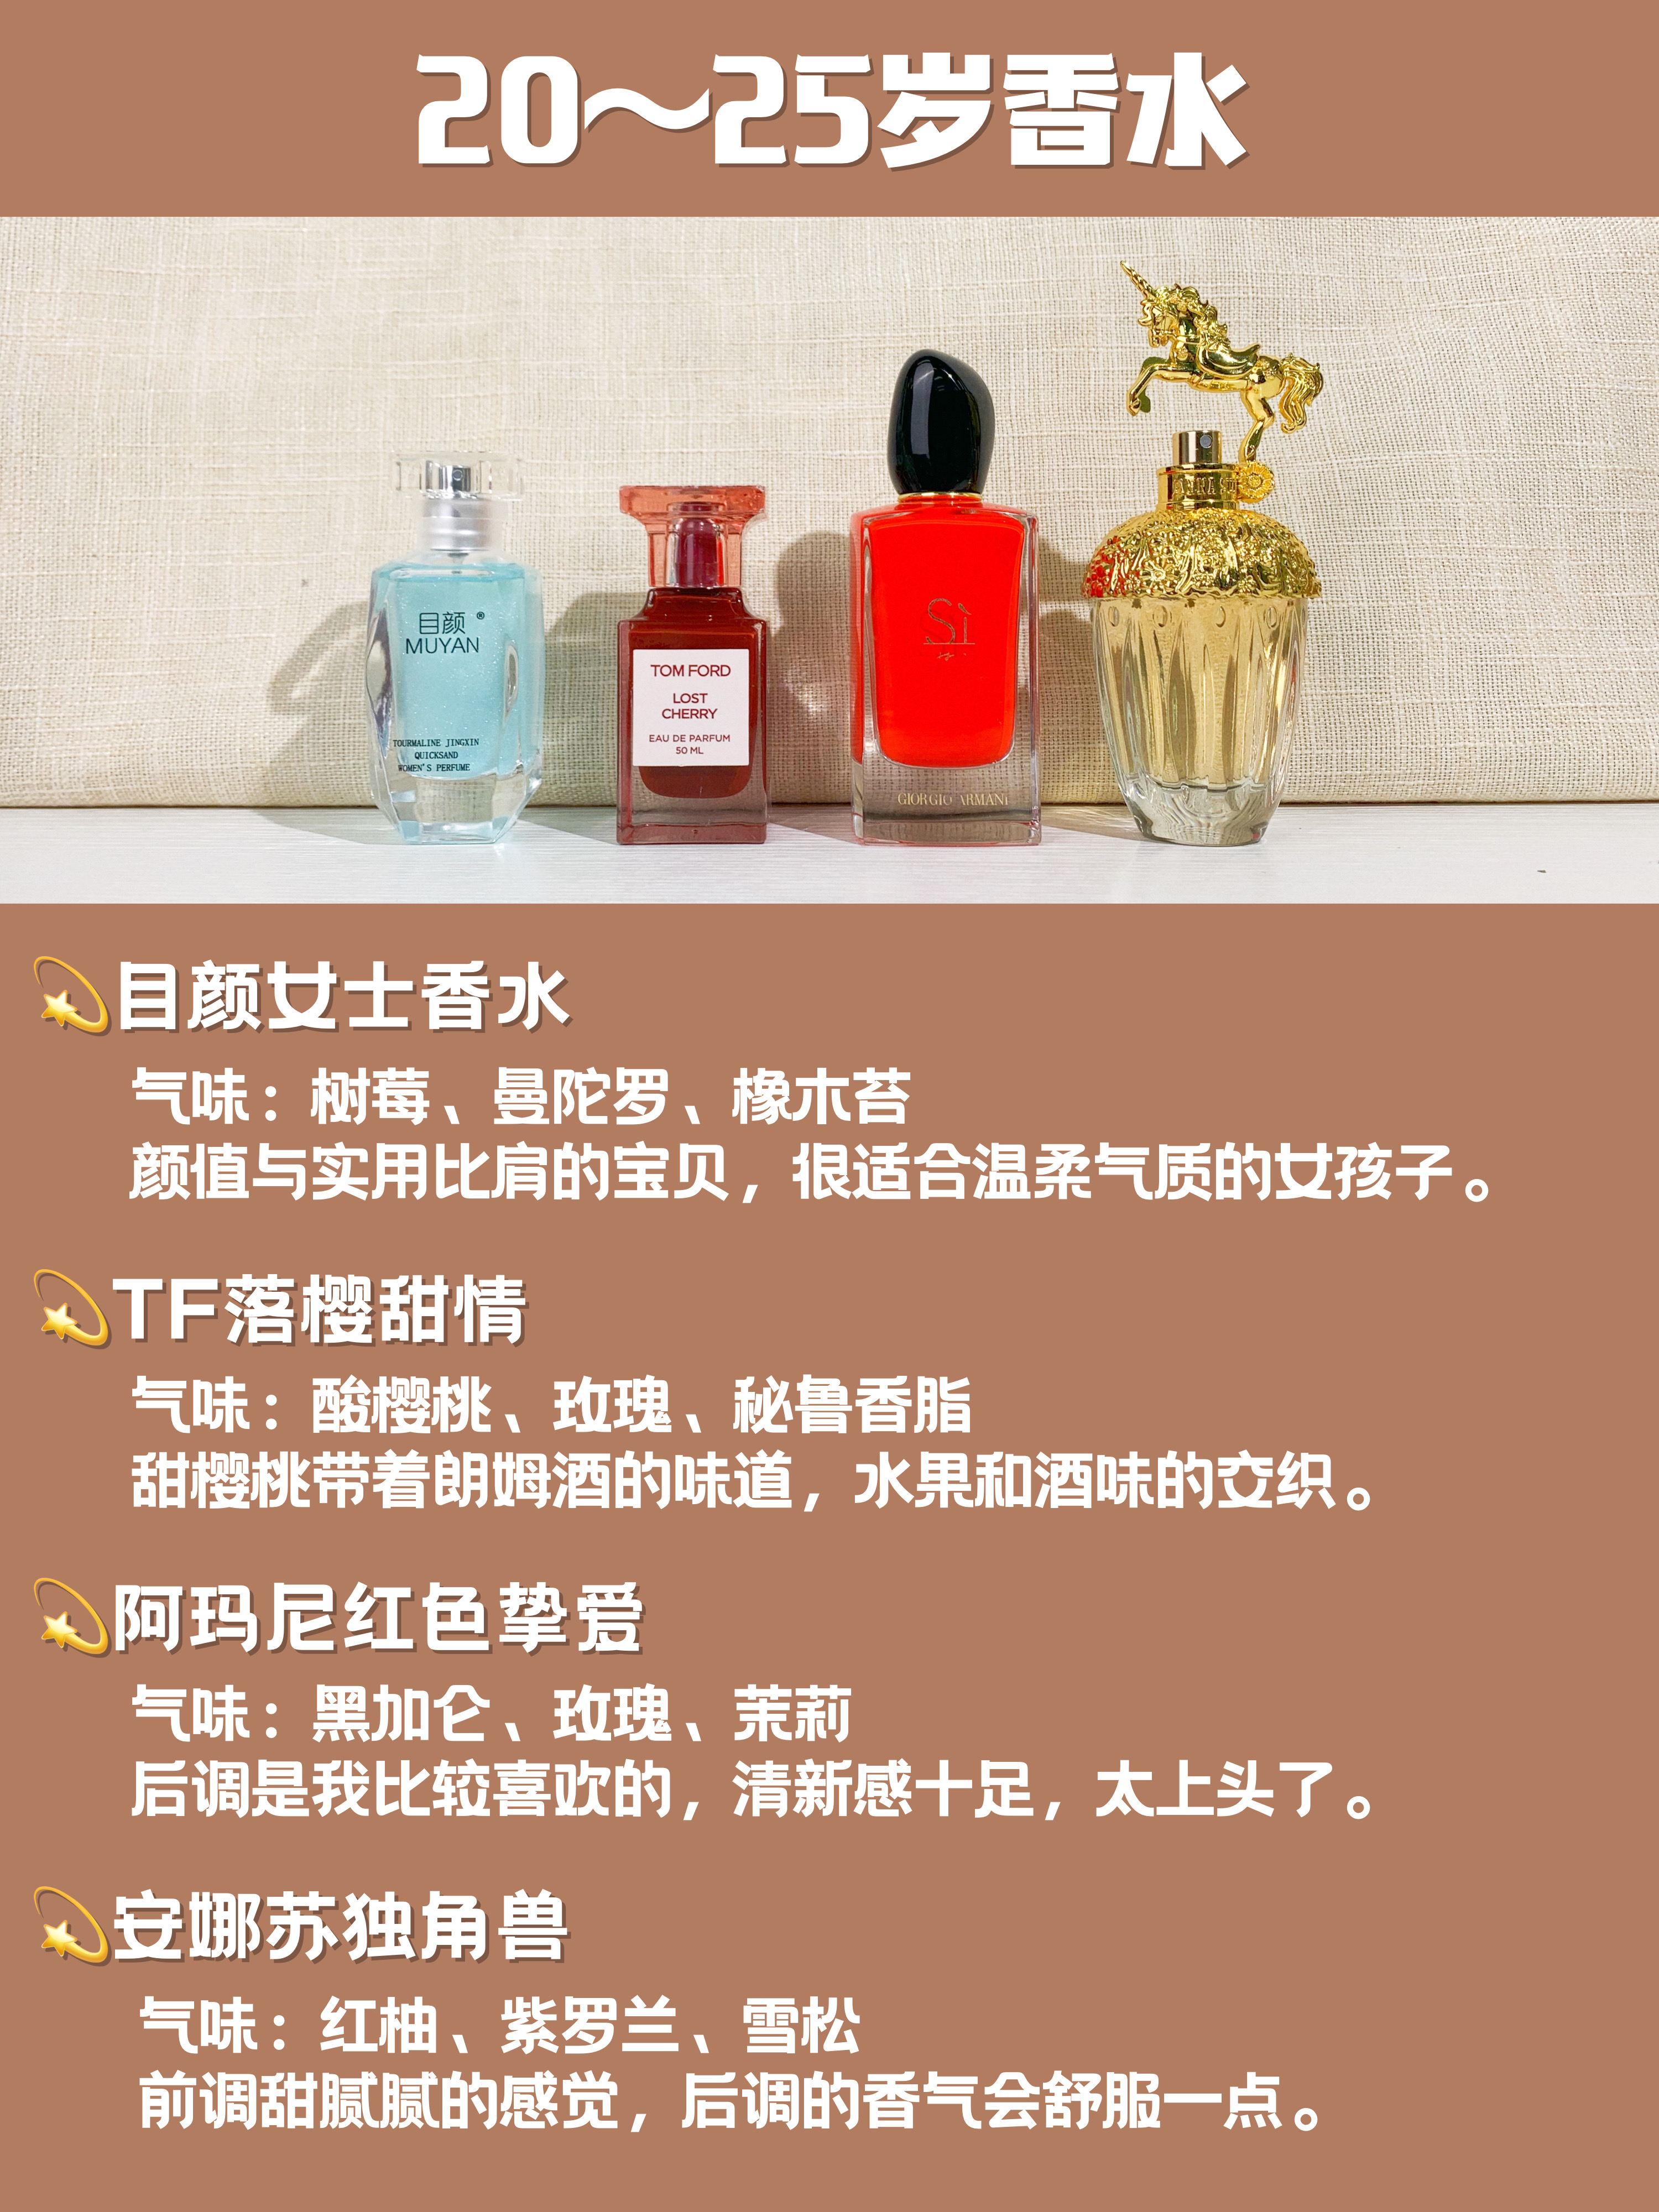 20～25岁香水
目颜®
MUYAN
TOURMALINE JINGXIN
QUICKSAND
WOMEN'S PERFUME
TOM FORD
LOST
CHERRY
EAU DE PARFUM
50 ML
Sì
GIORGIO ARMANI
目颜女士香水
气味：树莓、曼陀罗、橡木苔
颜值与实用比肩的宝贝，很适合温柔气质的女孩子。
TF落樱甜情
气味：酸樱桃、玫瑰、秘鲁香脂
甜樱桃带着朗姆酒的味道，水果和酒味的交织。
阿玛尼红色挚爱
气味：黑加仑、玫瑰、茉莉
后调是我比较喜欢的，清新感十足，太上头了。
安娜苏独角兽
气味：红柚、紫罗兰、雪松
前调甜腻腻的感觉，后调的香气会舒服一点。